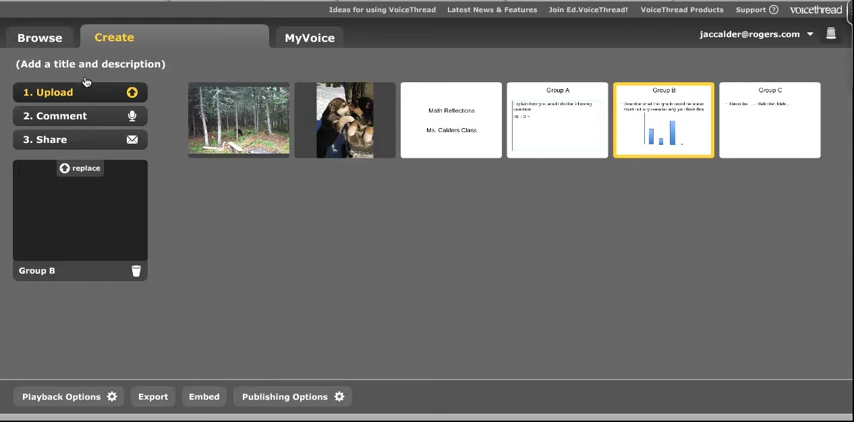 Ideas for using VoiceThread Latest News & Features Join Ed.VoiceThread! VoiceThread Products Support ? voicethread
Browse Create MyVoice jaccalder@rogers.com
(Add a title and description)
1. Upload
2. Comment
3. Share
replace
Group B
Math Reflections
Ms. Calders Class
Group A
Group B
Group C
Playback Options Export Embed Publishing Options